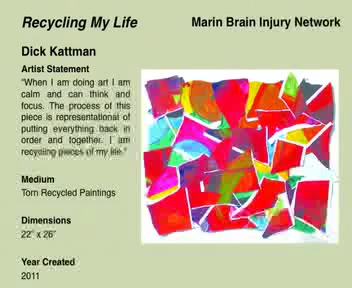 Recycling My Life
Marin Brain Injury Network
Dick Kattman
Artist Statement
"When I am doing art I am
calm and can think and
focus. The process of this
piece is representational of
putting everything back in
order and together. I am
recycling pieces of my life."
Medium
Torn Recycled Paintings
Dimensions
22" x 26"
Year Created
2011